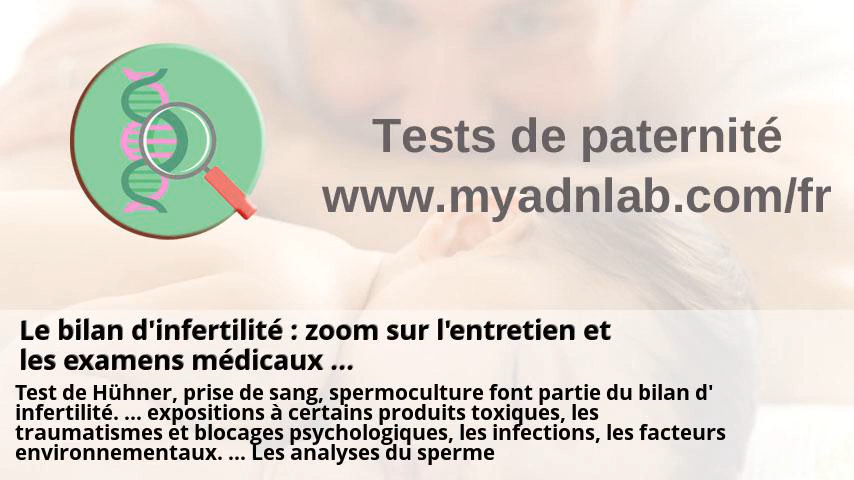 Tests de paternité
www.myadnlab.com/fr
Le bilan d'infertilité : zoom sur l'entretien et
les examens médicaux ...
Test de Hühner, prise de sang, spermoculture font partie du bilan d'
infertilité. ... expositions à certains produits toxiques, les
traumatismes et blocages psychologiques, les infections, les facteurs
environnementaux. ... Les analyses du sperme